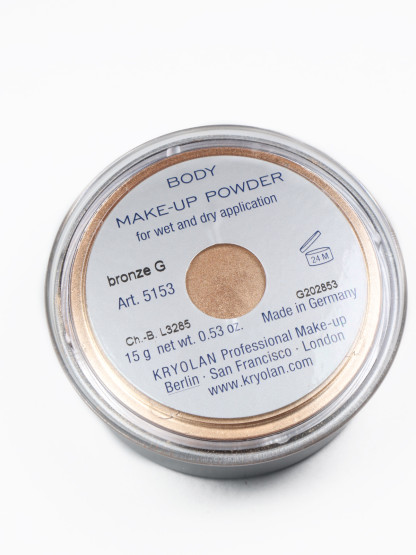 BODY
MAKE-UP POWDER
for wet and dry application
bronze G
Art. 5153
24 M
Ch.-B. L3285
G202853
15 g net wt. 0.53 oz.
Made in Germany
KRYOLAN Professional Make-up
Berlin · San Francisco · London
www.kryolan.com